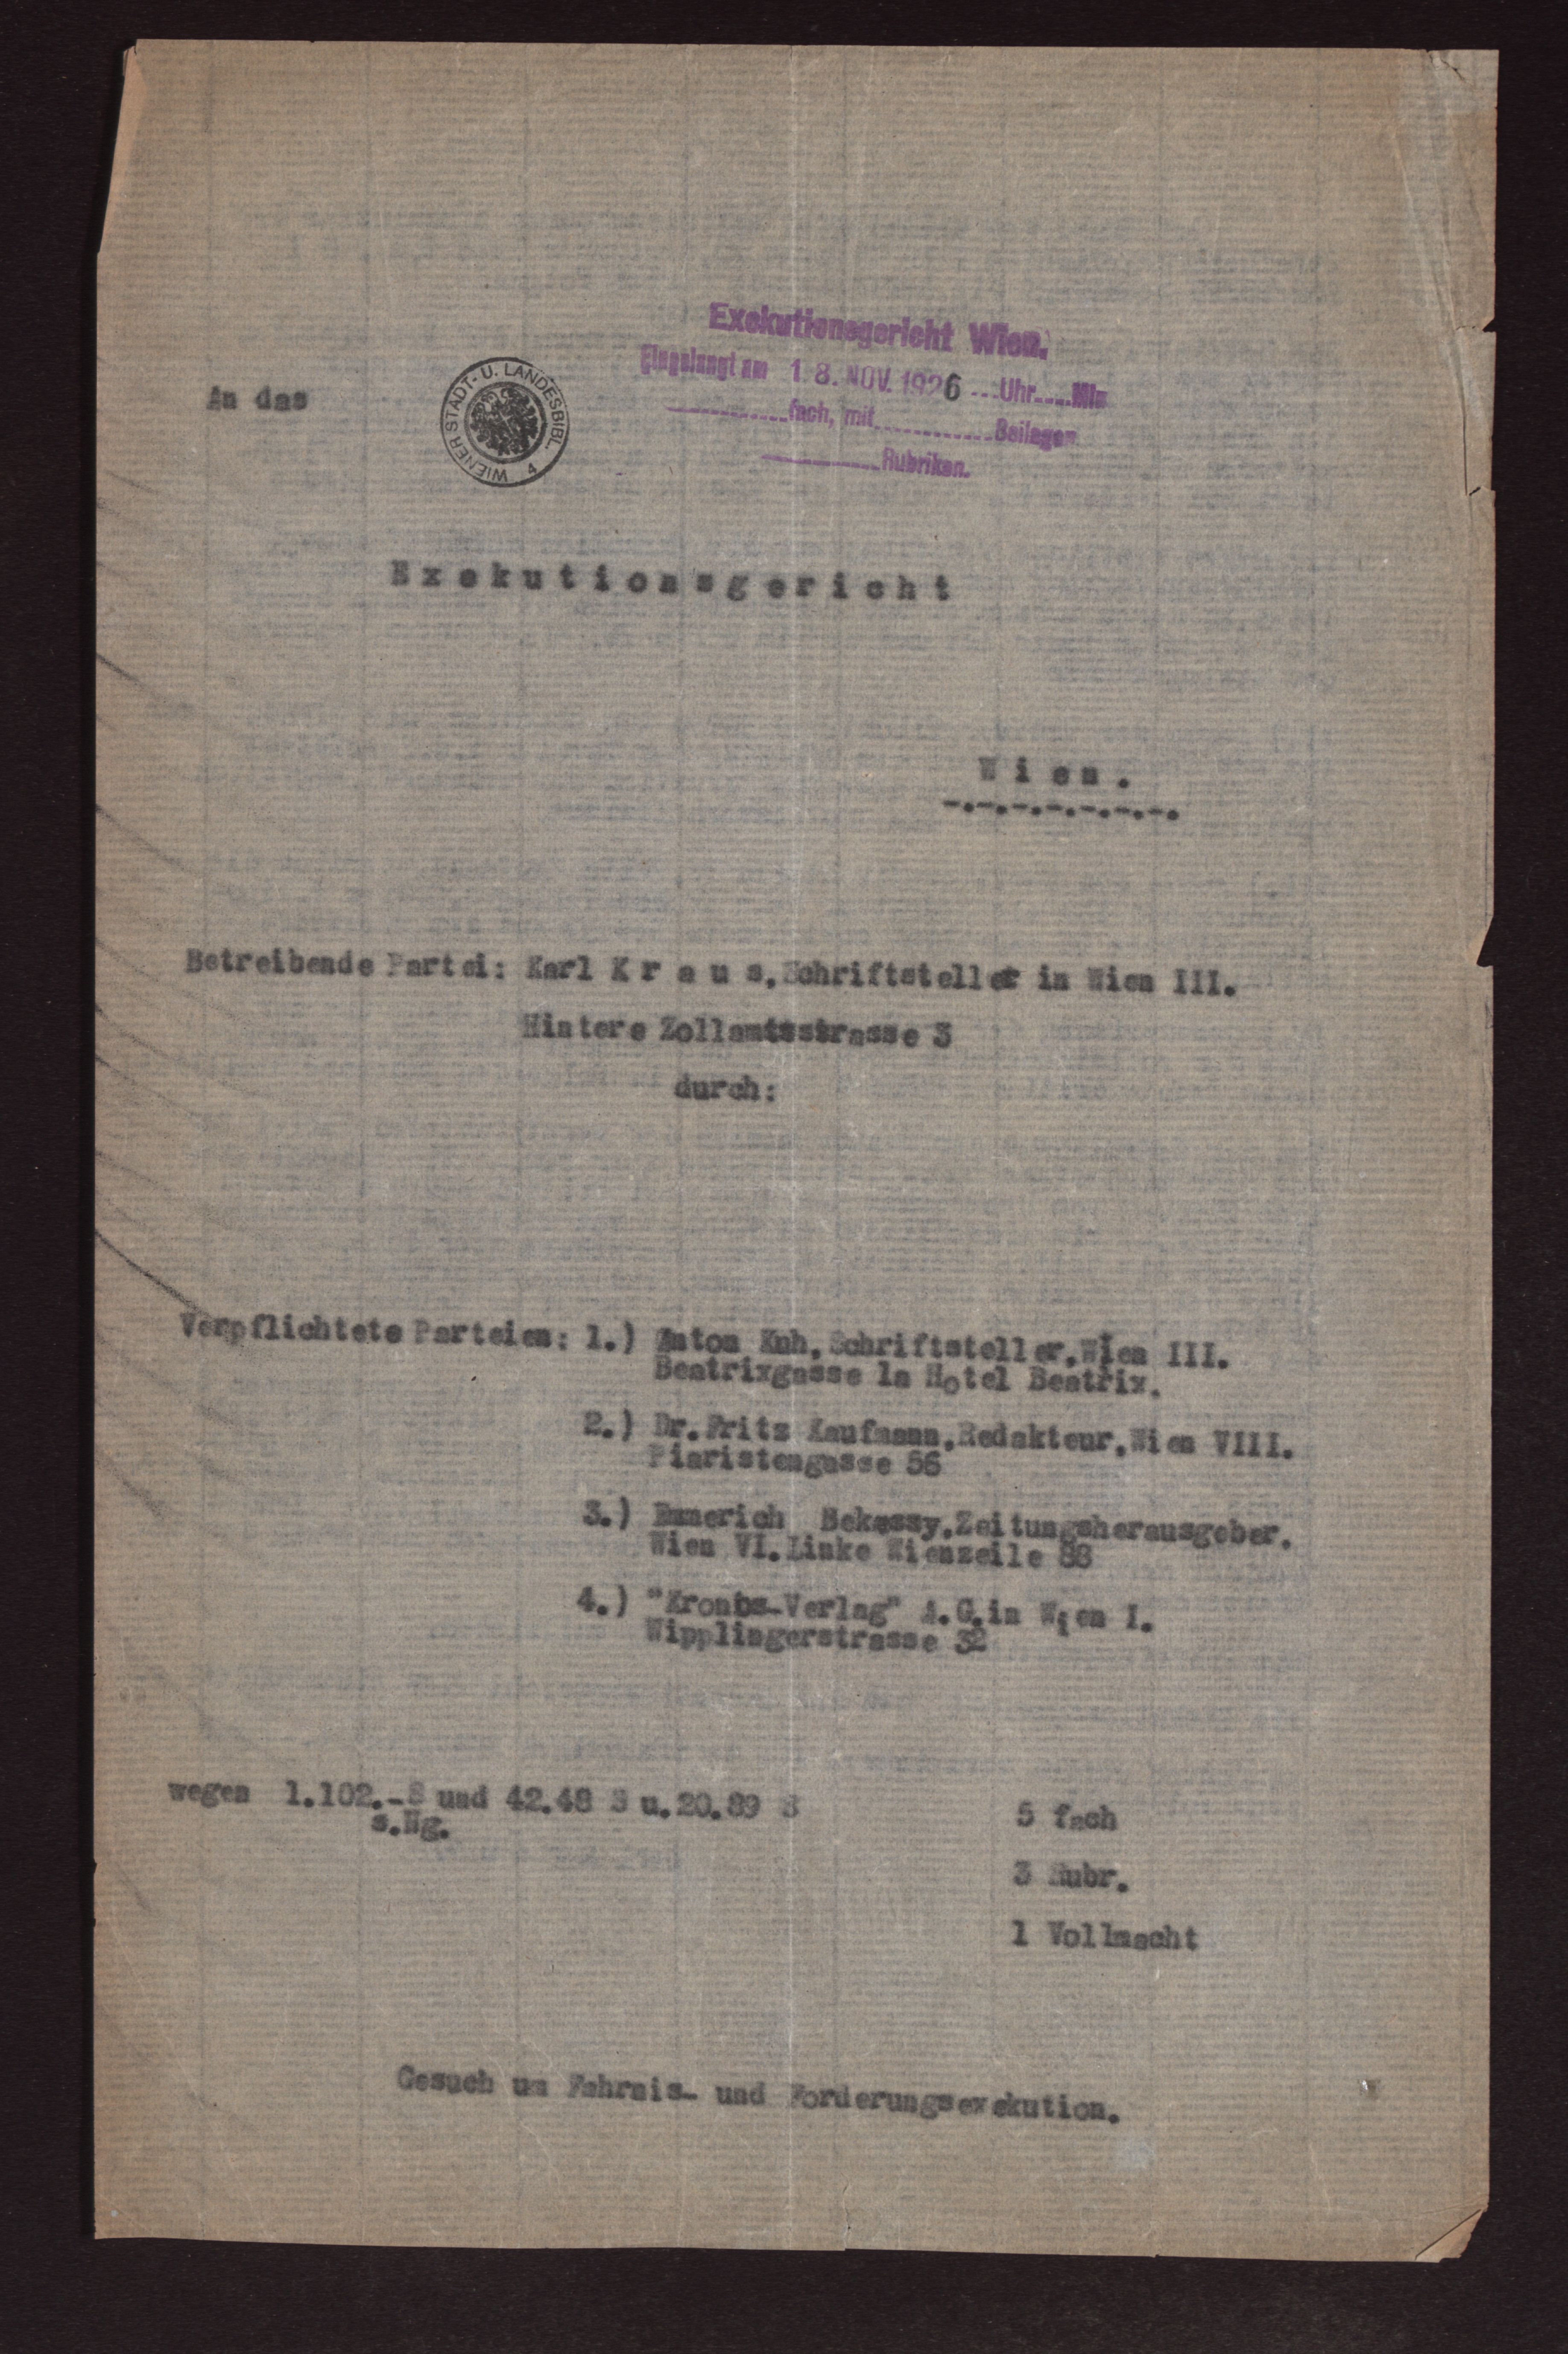 Exekutionsgericht Wien.
Eingelangt am 18. NOV. 1926 Uhr Min
fach, mit Beilagen
Rubriken.
An das
WIENER STADT- U. LANDESBIBL. 4
Exekutionsgericht
Wien.
-.-.-.-.-.-.-.
Betreibende Partei: Karl K r a u s, Schriftsteller in Wien III.
Hintere Zollamtsstrasse 3
durch:
Verpflichtete Parteien: 1.) Anton Kuh, Schriftsteller, Wien III.
Beatrixgasse 1a Hotel Beatrix.
2.) Dr. Fritz Kaufmann, Redakteur, Wien VIII.
Piaristengasse 56
3.) Emmerich Bekessy, Zeitungsherausgeber.
Wien VI. Linke Wienzeile 88
4.) "Kronos-Verlag" A.G. in Wien I.
Wipplingerstrasse 32
wegen 1.102.-S und 42.48 S u. 20.89 S
s.Ng.
5 fach
3 Rubr.
1 Vollmacht
Gesuch um Fahrnis- und Forderungsexekution.